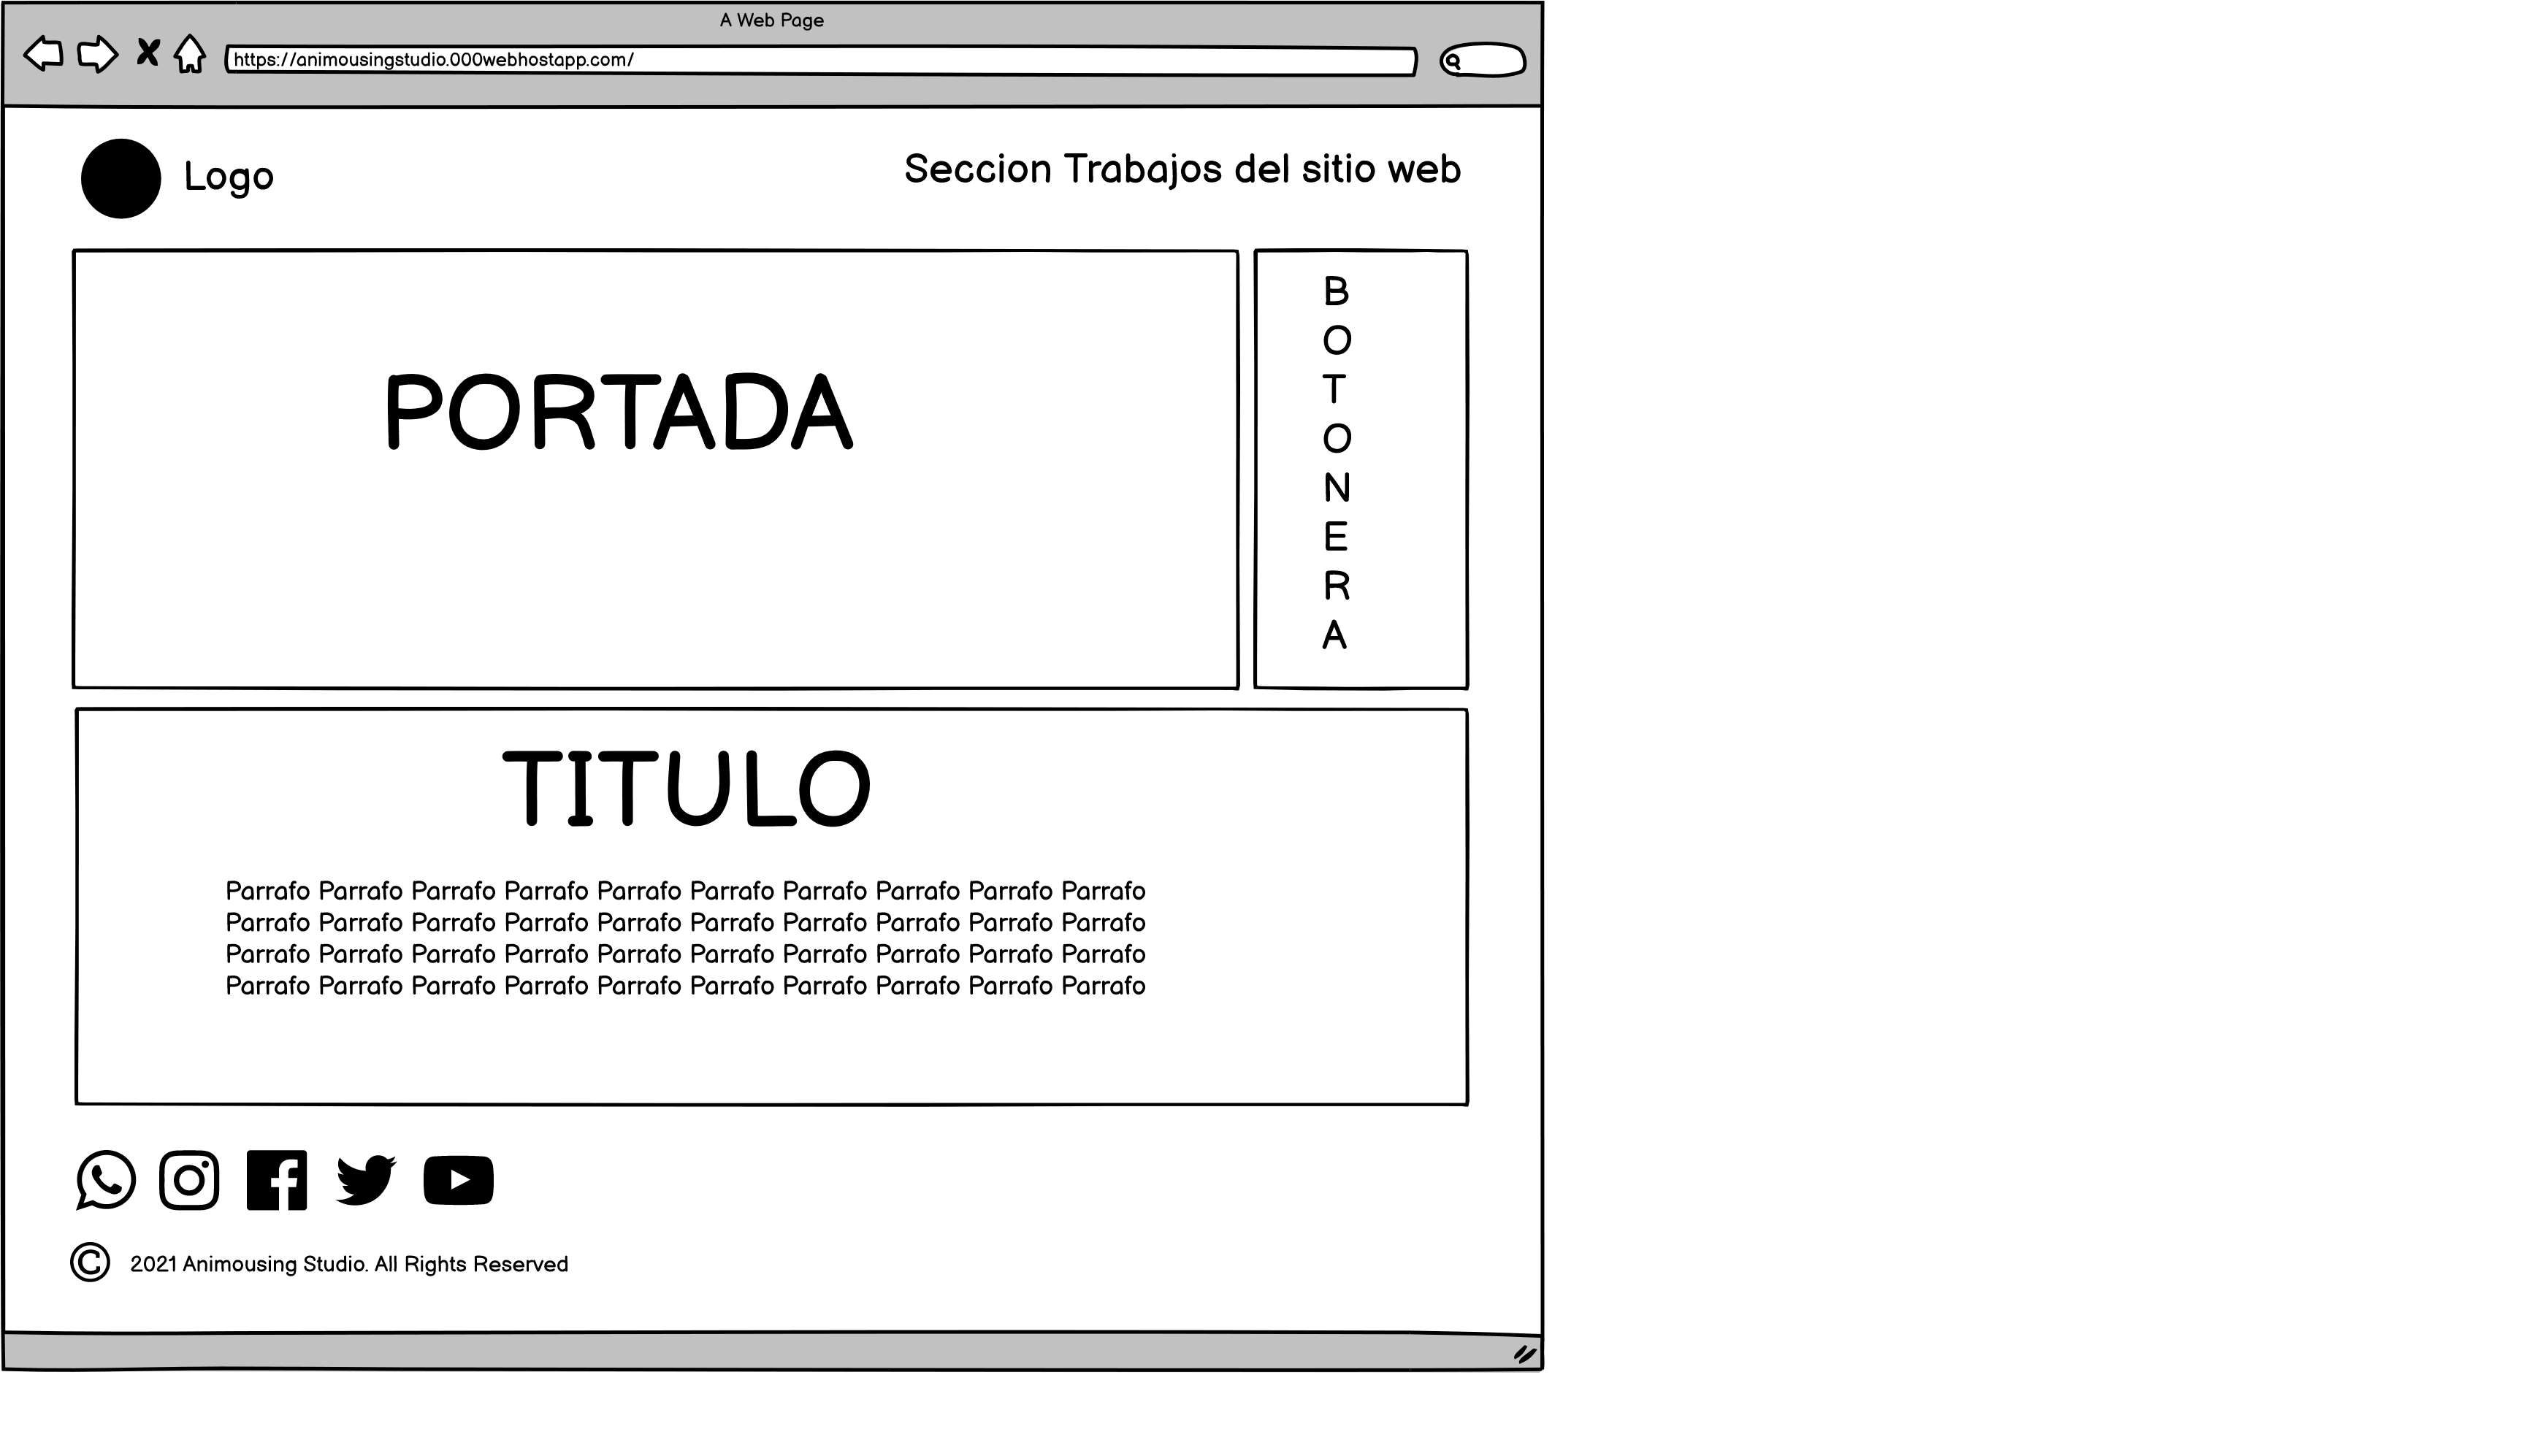 A Web Page
https://animousingstudio.000webhostapp.com/
Logo
Seccion Trabajos del sitio web
PORTADA
B
O
T
O
N
E
R
A
TITULO
Parrafo Parrafo Parrafo Parrafo Parrafo Parrafo Parrafo Parrafo Parrafo Parrafo
Parrafo Parrafo Parrafo Parrafo Parrafo Parrafo Parrafo Parrafo Parrafo Parrafo
Parrafo Parrafo Parrafo Parrafo Parrafo Parrafo Parrafo Parrafo Parrafo Parrafo
Parrafo Parrafo Parrafo Parrafo Parrafo Parrafo Parrafo Parrafo Parrafo Parrafo
© 2021 Animousing Studio. All Rights Reserved